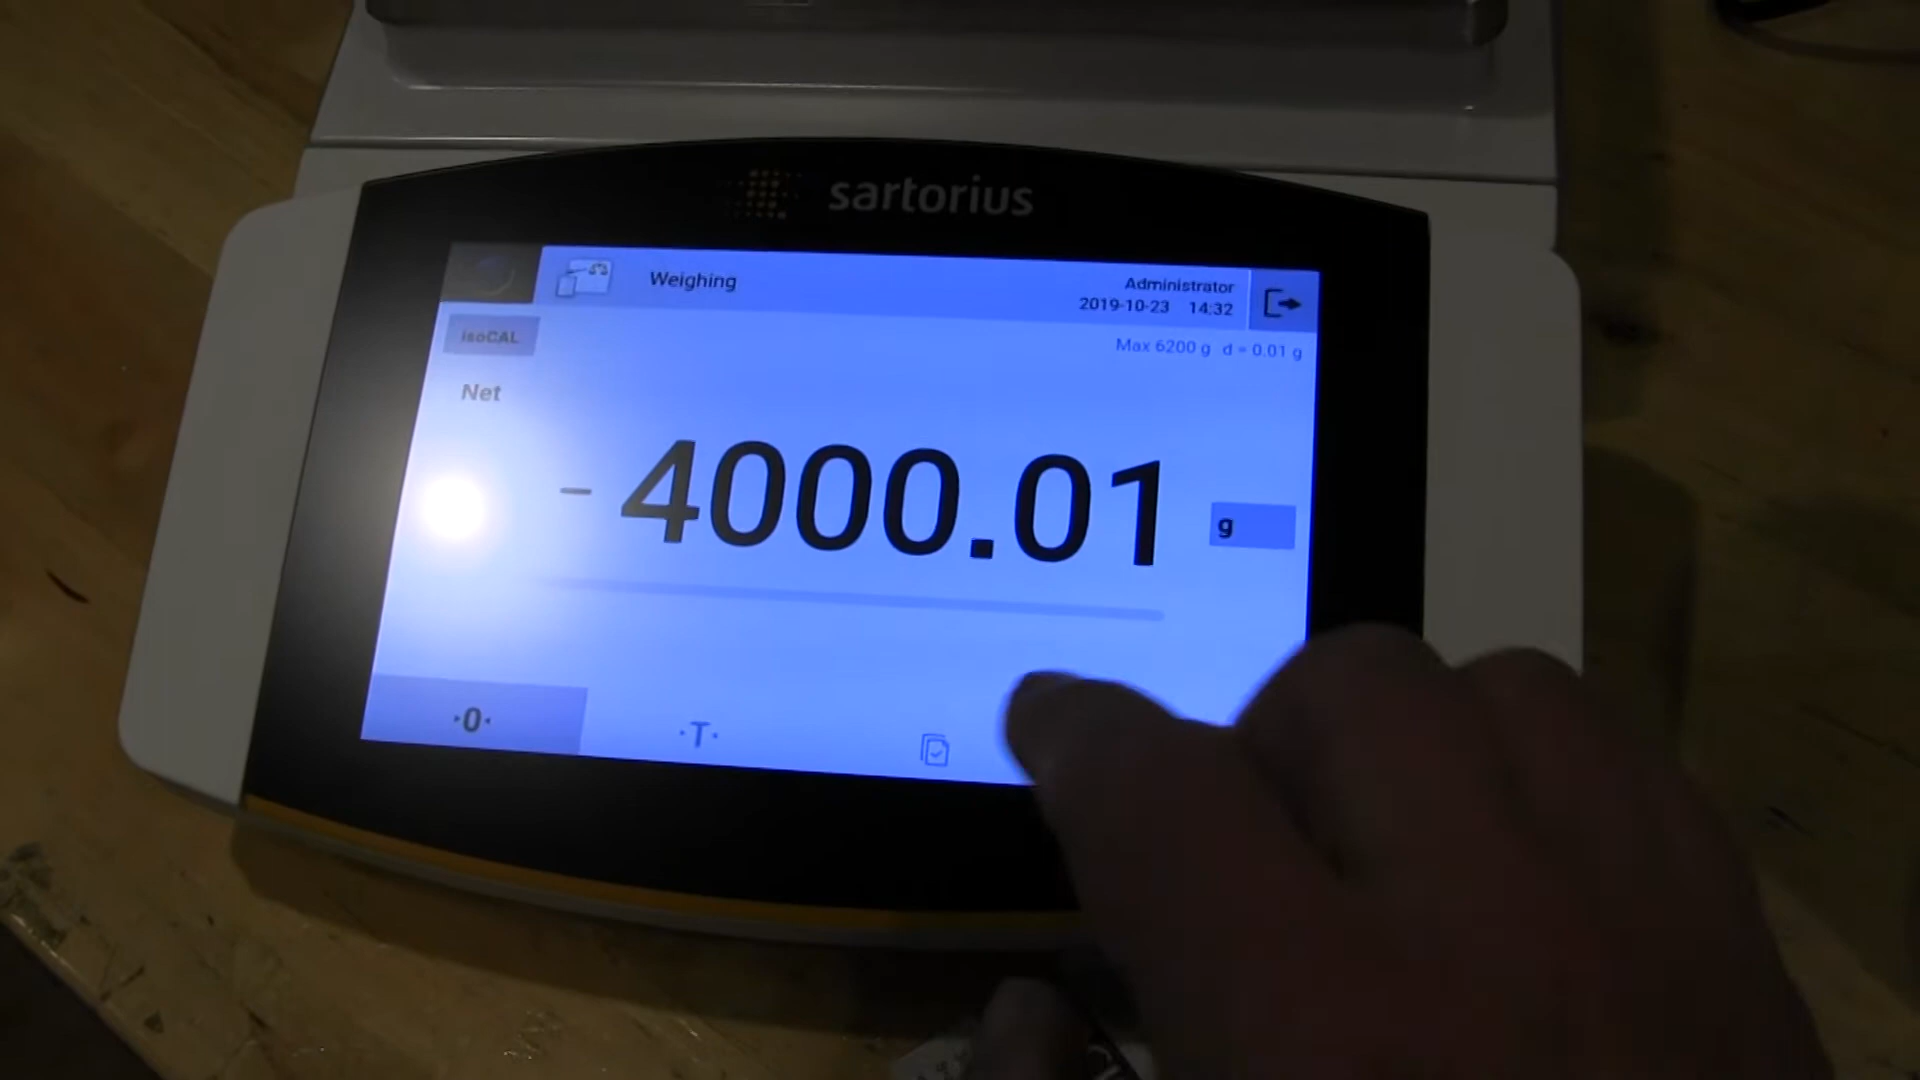 sartorius
Weighing
Administrator
2019-10-23 14:32
isoCAL
Max 6200 g d = 0.01 g
Net
- 4000.01 g
·0·
·T·